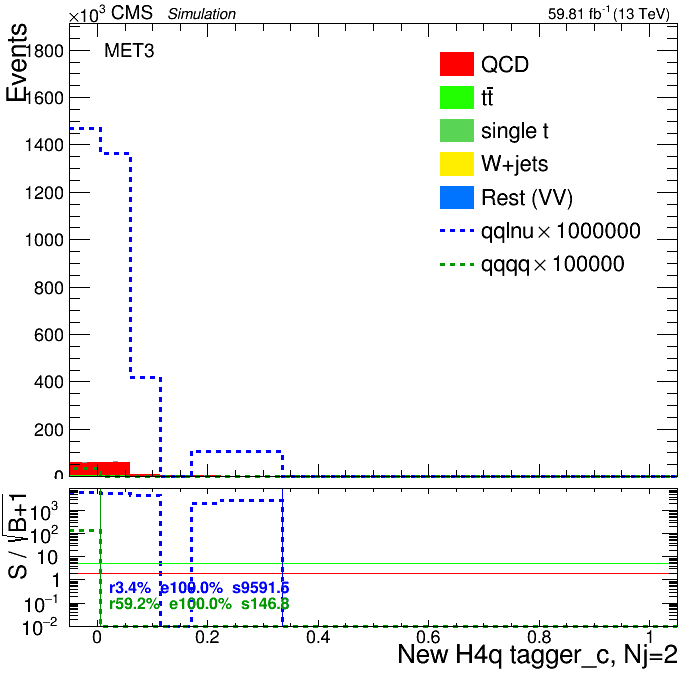 ×10³ CMS Simulation 59.81 fb⁻¹ (13 TeV)
Events
MET3
1800
1600
1400
1200
1000
800
600
400
200
0
QCD
tt̄
single t
W+jets
Rest (VV)
qqlnu × 1000000
qqqq × 100000
S / √B+1
10³
10²
10
1
10⁻¹
10⁻²
r3.4% e100.0% s9591.5
r59.2% e100.0% s146.8
0 0.2 0.4 0.6 0.8 1
New H4q tagger_c, Nj=2